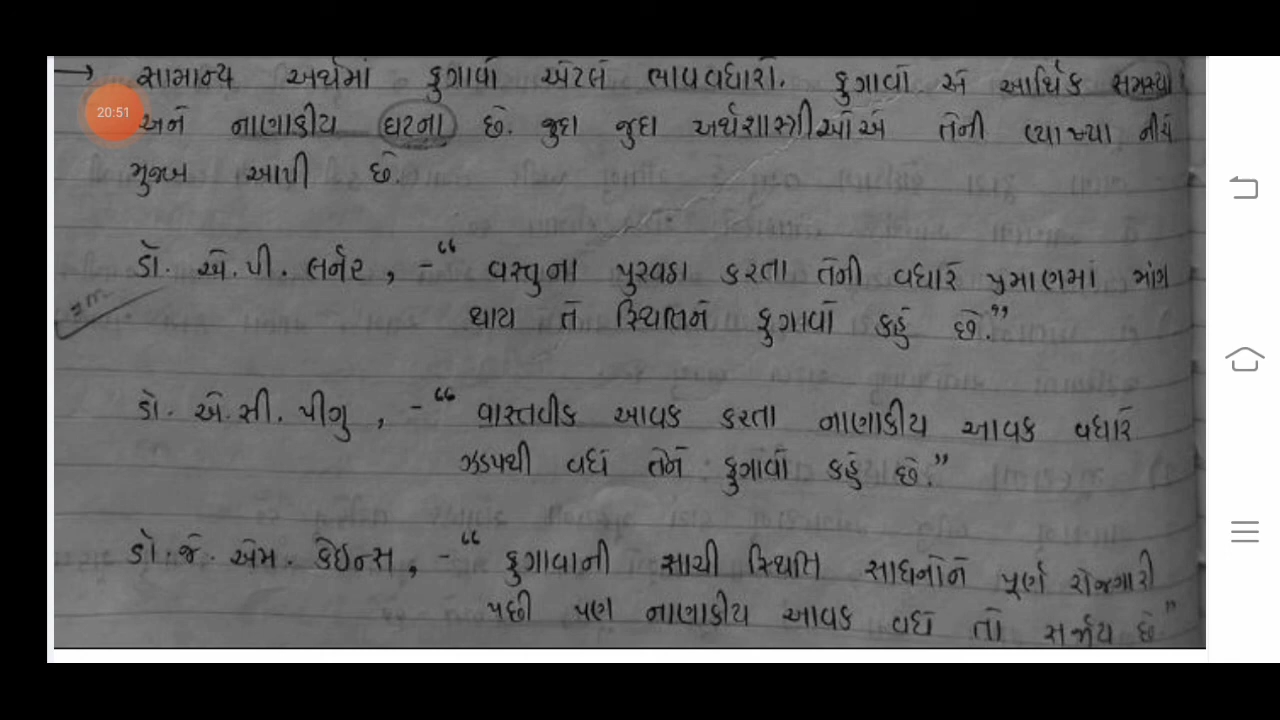 20:51
→ સામાન્ય અર્થમાં ફુગાવો એટલે ભાવવધારો. ફુગાવો એ આર્થિક સમસ્યા
અને નાણાકીય ઘટના છે. જુદા જુદા અર્થશાસ્ત્રીઓએ તેની વ્યાખ્યા નીચે
મુજબ આપી છે.
ડૉ. એ. પી. લર્નર, -“ વસ્તુના પુરવઠા કરતા તેની વધારે પ્રમાણમાં માંગ
થાય તે સ્થિતિને ફુગાવો કહે છે.”
ડો. એ. સી. પીગુ, -“ વાસ્તવીક આવક કરતા નાણાકીય આવક વધારે
ઝડપથી વધે તેને ફુગાવો કહે છે.”
ડો. જે. એમ. કેઇન્સ, -“ ફુગાવાની સાચી સ્થિતિ સાધનોને પૂર્ણ રોજગારી
પછી પણ નાણાકીય આવક વધે તો સર્જાય છે”